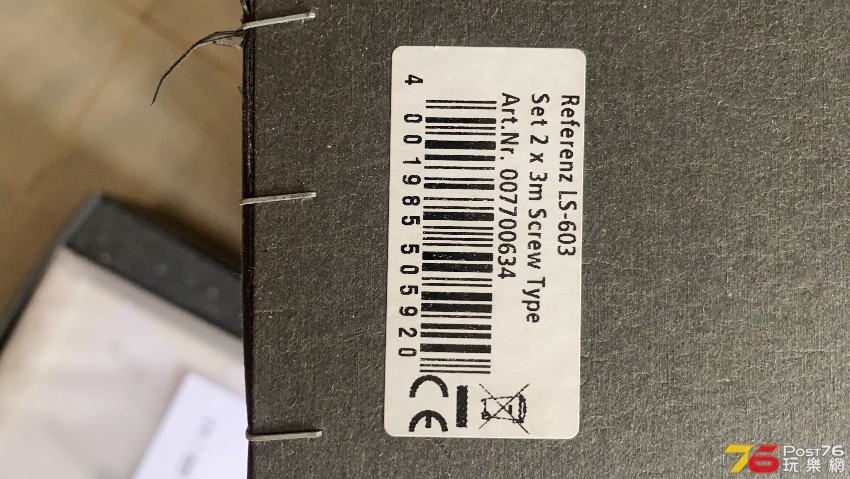 Referenz LS-603
Set 2 x 3m Screw Type
Art.Nr. 007700634
4 001985 505920
CE
76 Post76
玩樂網